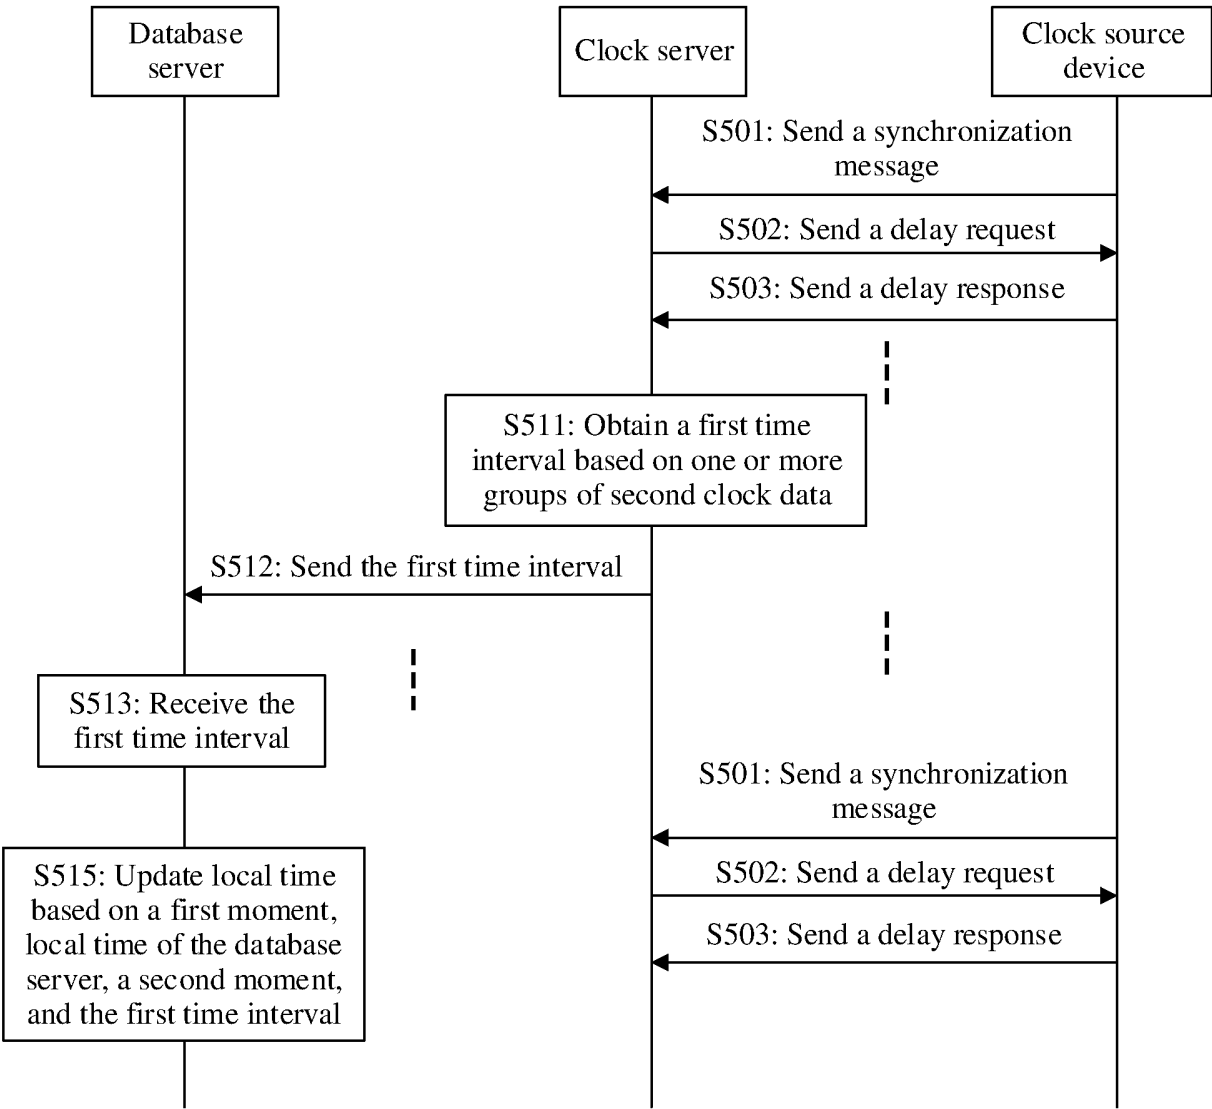 Database
server
Clock server
Clock source
device
S501: Send a synchronization
message
S502: Send a delay request
S503: Send a delay response
S511: Obtain a first time
interval based on one or more
groups of second clock data
S512: Send the first time interval
S513: Receive the
first time interval
S501: Send a synchronization
message
S515: Update local time
based on a first moment,
local time of the database
server, a second moment,
and the first time interval
S502: Send a delay request
S503: Send a delay response